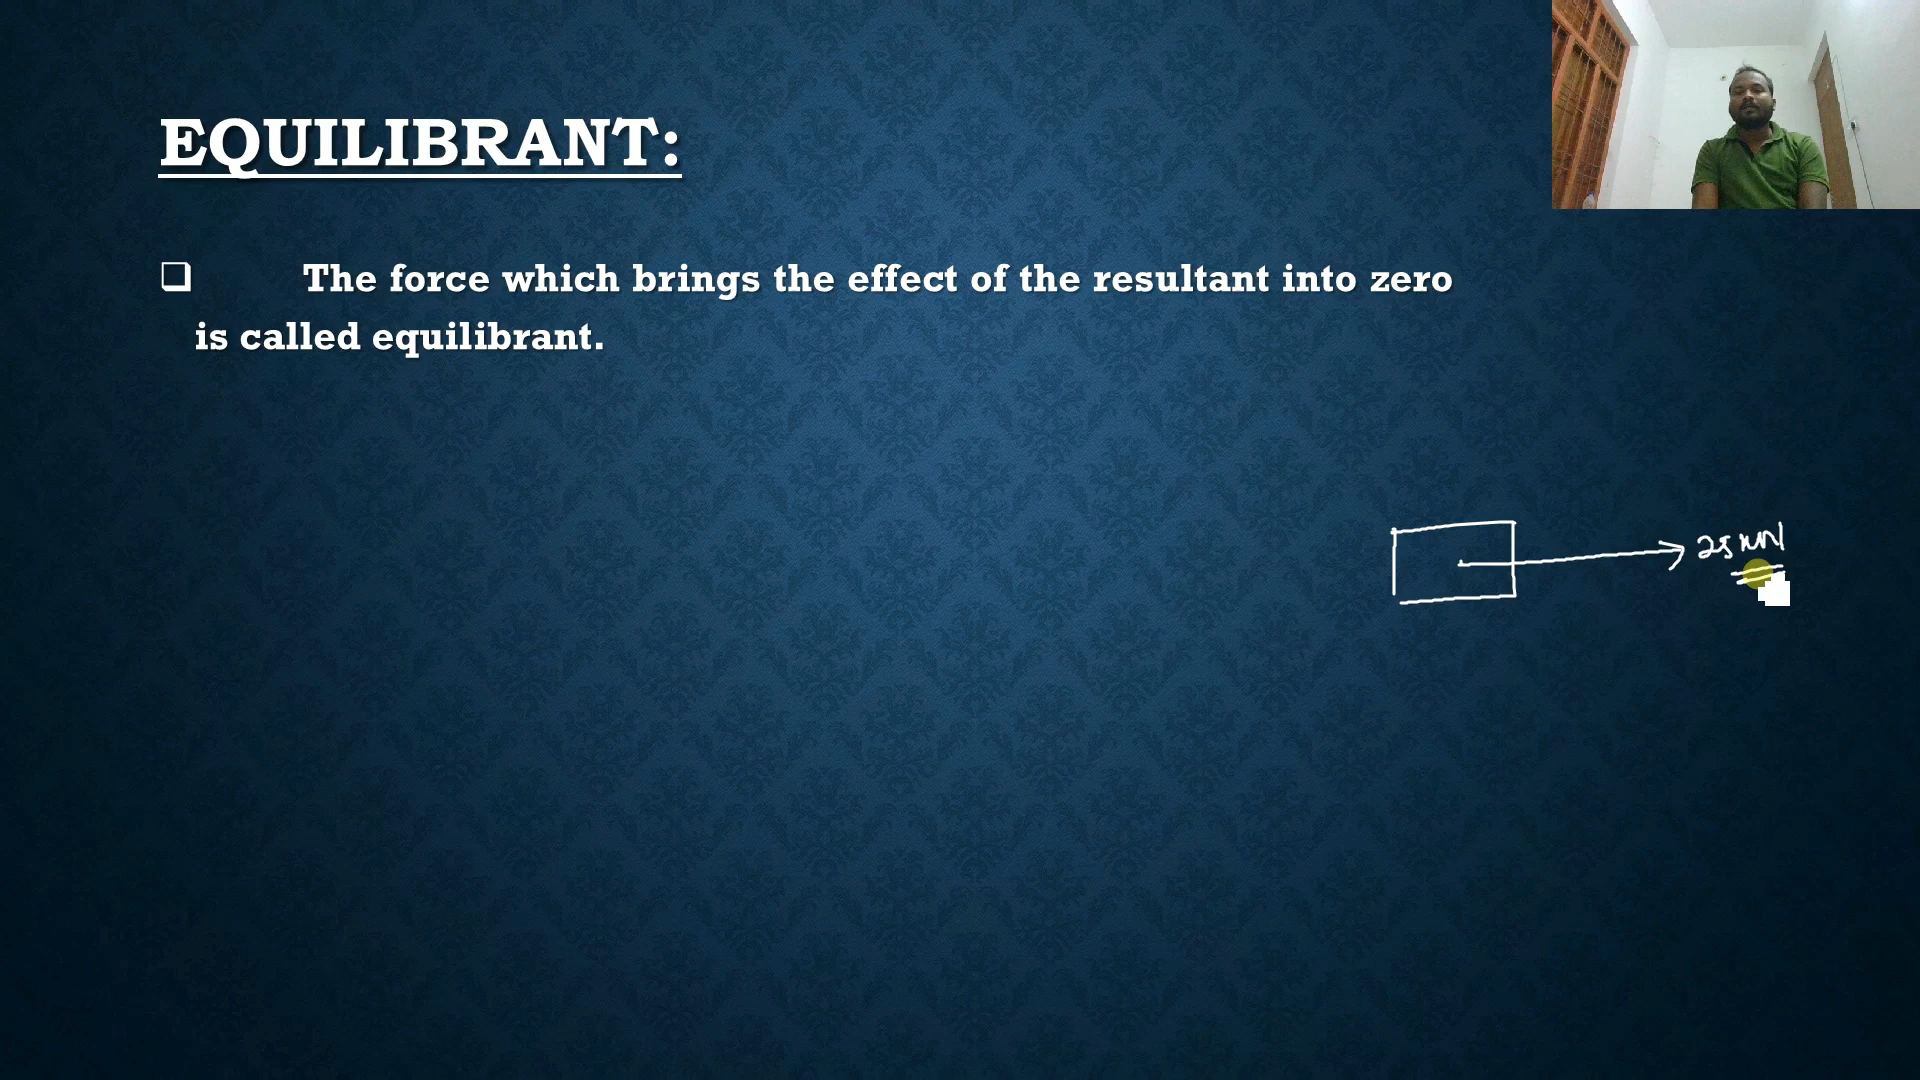 EQUILIBRANT:
❑ The force which brings the effect of the resultant into zero
is called equilibrant.
25 KN